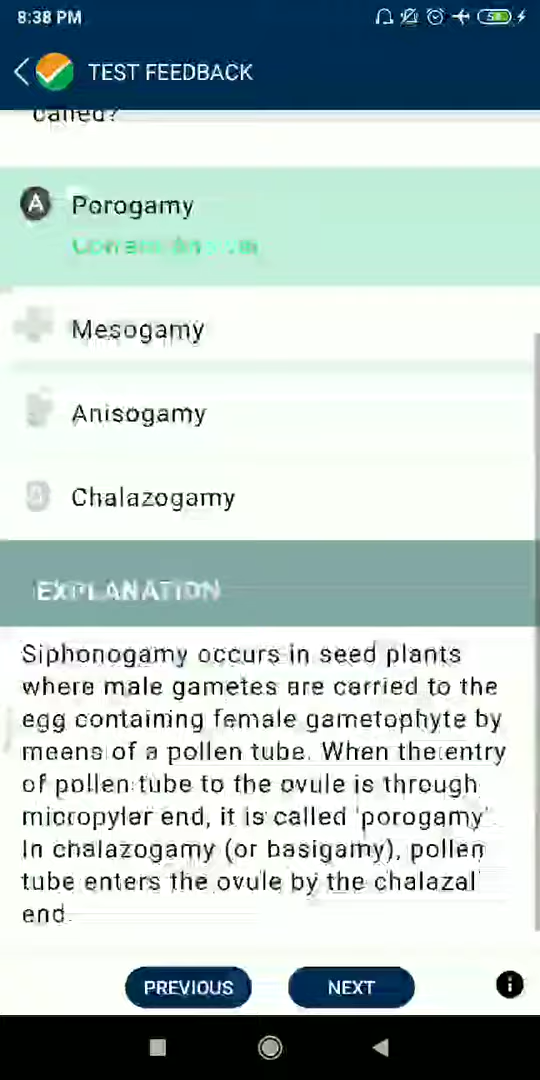 8:38 PM
TEST FEEDBACK
called?
A Porogamy
Correct Answer
Mesogamy
Anisogamy
Chalazogamy
EXPLANATION
Siphonogamy occurs in seed plants
where male gametes are carried to the
egg containing female gametophyte by
means of a pollen tube. When the entry
of pollen tube to the ovule is through
micropylar end, it is called 'porogamy'.
In chalazogamy (or basigamy), pollen
tube enters the ovule by the chalazal
end.
PREVIOUS NEXT